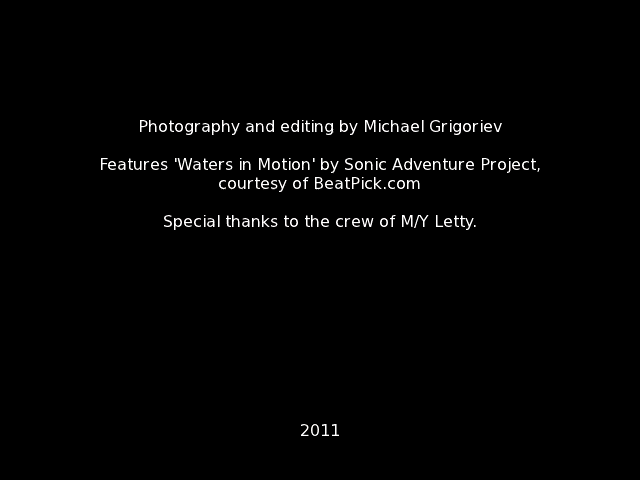 Photography and editing by Michael Grigoriev
Features 'Waters in Motion' by Sonic Adventure Project,
courtesy of BeatPick.com
Special thanks to the crew of M/Y Letty.
2011